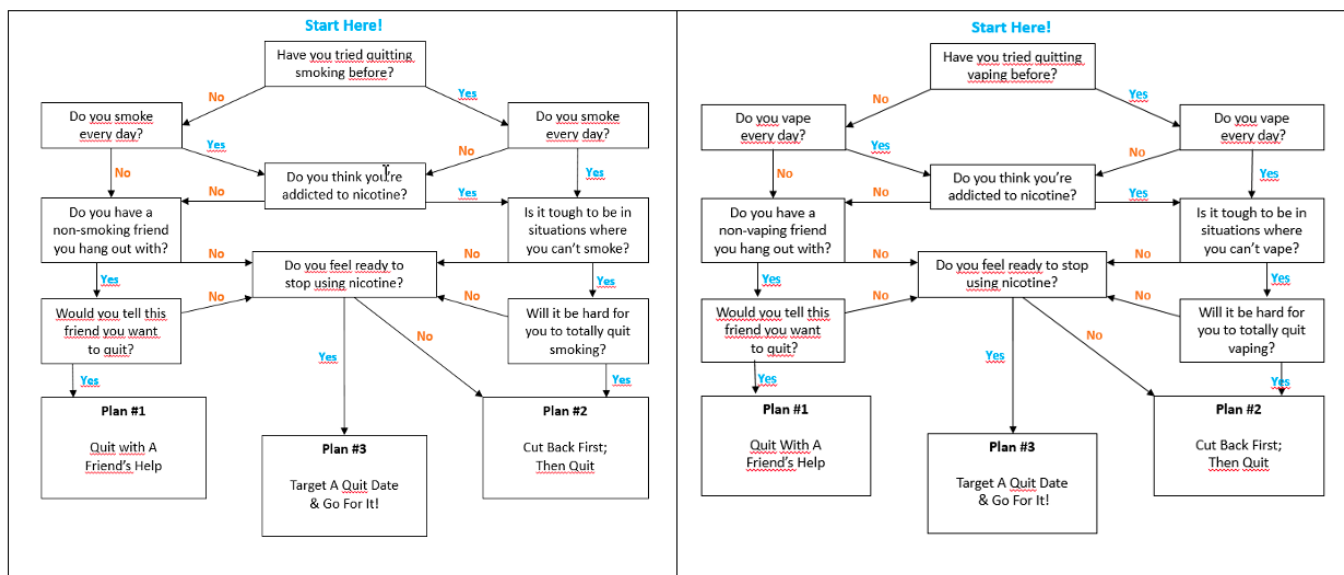 Start Here!
Have you tried quitting
smoking before?
No
Yes
Do you smoke
every day?
Do you smoke
every day?
Yes
No
No
Yes
Do you think you're
addicted to nicotine?
No
Yes
Do you have a
non-smoking friend
you hang out with?
Is it tough to be in
situations where
you can't smoke?
No
No
Do you feel ready to
stop using nicotine?
Yes
Yes
No
No
Would you tell this
friend you want
to quit?
Will it be hard for
you to totally quit
smoking?
Yes
No
Yes
Yes
Plan #1
Quit with A
Friend's Help
Plan #2
Cut Back First;
Then Quit
Plan #3
Target A Quit Date
& Go For It!
Start Here!
Have you tried quitting
vaping before?
No
Yes
Do you vape
every day?
Do you vape
every day?
Yes
No
No
Yes
Do you think you're
addicted to nicotine?
No
Yes
Do you have a
non-vaping friend
you hang out with?
Is it tough to be in
situations where
you can't vape?
No
No
Do you feel ready to stop
using nicotine?
Yes
Yes
No
No
Would you tell this
friend you want
to quit?
Will it be hard for
you to totally quit
vaping?
No
Yes
Yes
Yes
Plan #1
Quit With A
Friend's Help
Plan #2
Cut Back First;
Then Quit
Plan #3
Target A Quit Date
& Go For It!